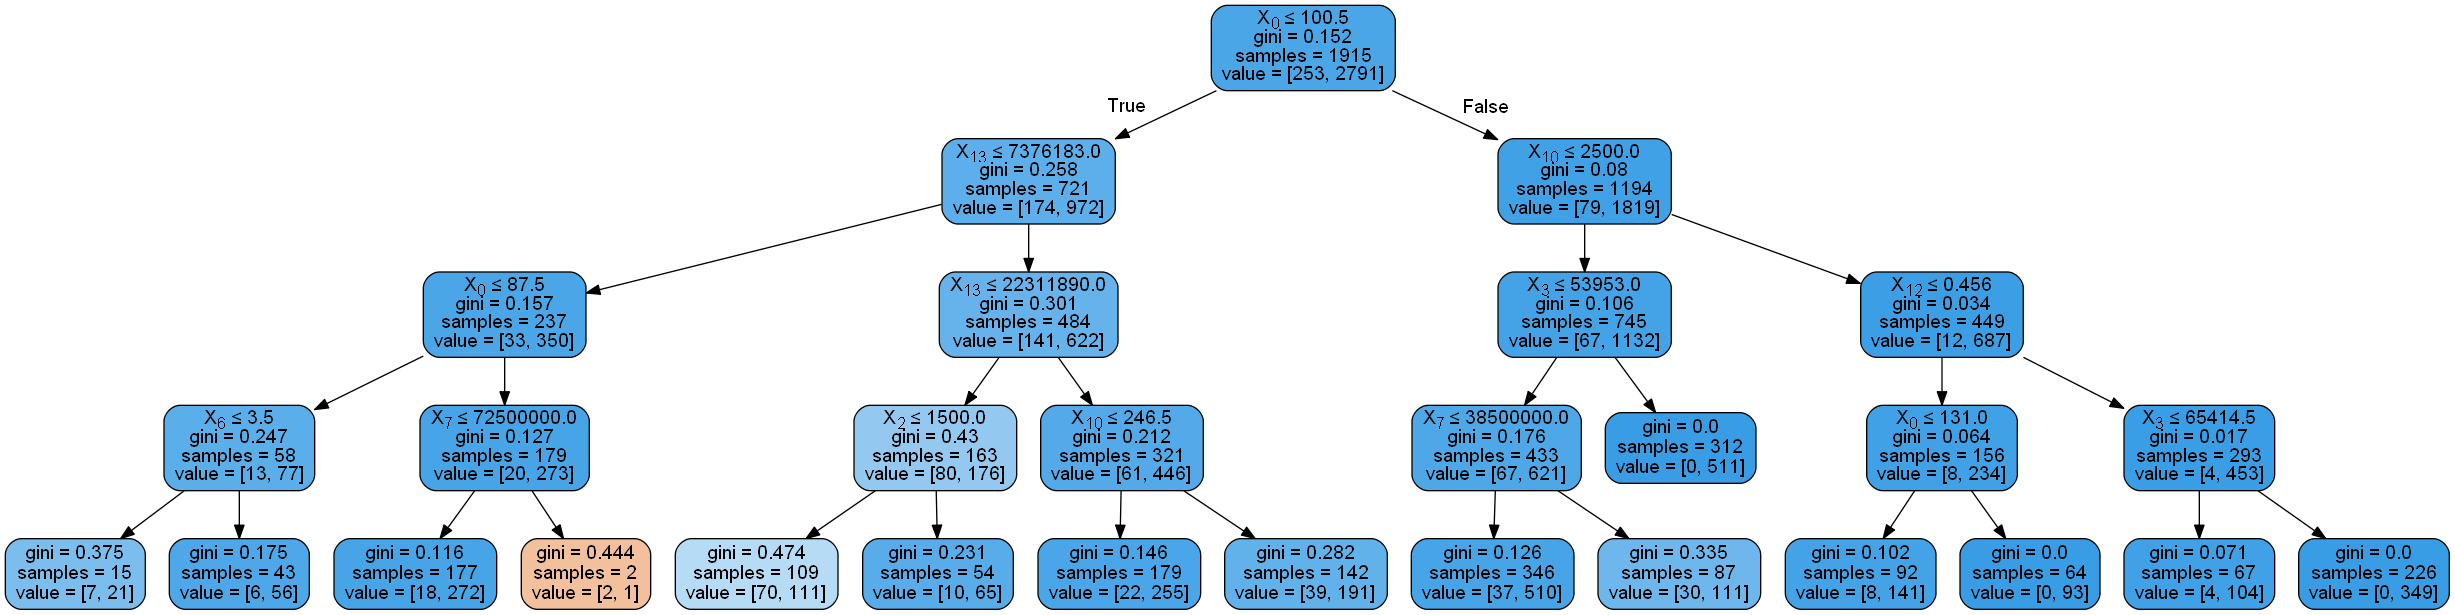 X0 ≤ 100.5
gini = 0.152
samples = 1915
value = [253, 2791]
True
False
X13 ≤ 7376183.0
gini = 0.258
samples = 721
value = [174, 972]
X10 ≤ 2500.0
gini = 0.08
samples = 1194
value = [79, 1819]
X0 ≤ 87.5
gini = 0.157
samples = 237
value = [33, 350]
X13 ≤ 22311890.0
gini = 0.301
samples = 484
value = [141, 622]
X3 ≤ 53953.0
gini = 0.106
samples = 745
value = [67, 1132]
X12 ≤ 0.456
gini = 0.034
samples = 449
value = [12, 687]
X6 ≤ 3.5
gini = 0.247
samples = 58
value = [13, 77]
X7 ≤ 72500000.0
gini = 0.127
samples = 179
value = [20, 273]
X2 ≤ 1500.0
gini = 0.43
samples = 163
value = [80, 176]
X10 ≤ 246.5
gini = 0.212
samples = 321
value = [61, 446]
X7 ≤ 38500000.0
gini = 0.176
samples = 433
value = [67, 621]
gini = 0.0
samples = 312
value = [0, 511]
X0 ≤ 131.0
gini = 0.064
samples = 156
value = [8, 234]
X3 ≤ 65414.5
gini = 0.017
samples = 293
value = [4, 453]
gini = 0.375
samples = 15
value = [7, 21]
gini = 0.175
samples = 43
value = [6, 56]
gini = 0.116
samples = 177
value = [18, 272]
gini = 0.444
samples = 2
value = [2, 1]
gini = 0.474
samples = 109
value = [70, 111]
gini = 0.231
samples = 54
value = [10, 65]
gini = 0.146
samples = 179
value = [22, 255]
gini = 0.282
samples = 142
value = [39, 191]
gini = 0.126
samples = 346
value = [37, 510]
gini = 0.335
samples = 87
value = [30, 111]
gini = 0.102
samples = 92
value = [8, 141]
gini = 0.0
samples = 64
value = [0, 93]
gini = 0.071
samples = 67
value = [4, 104]
gini = 0.0
samples = 226
value = [0, 349]